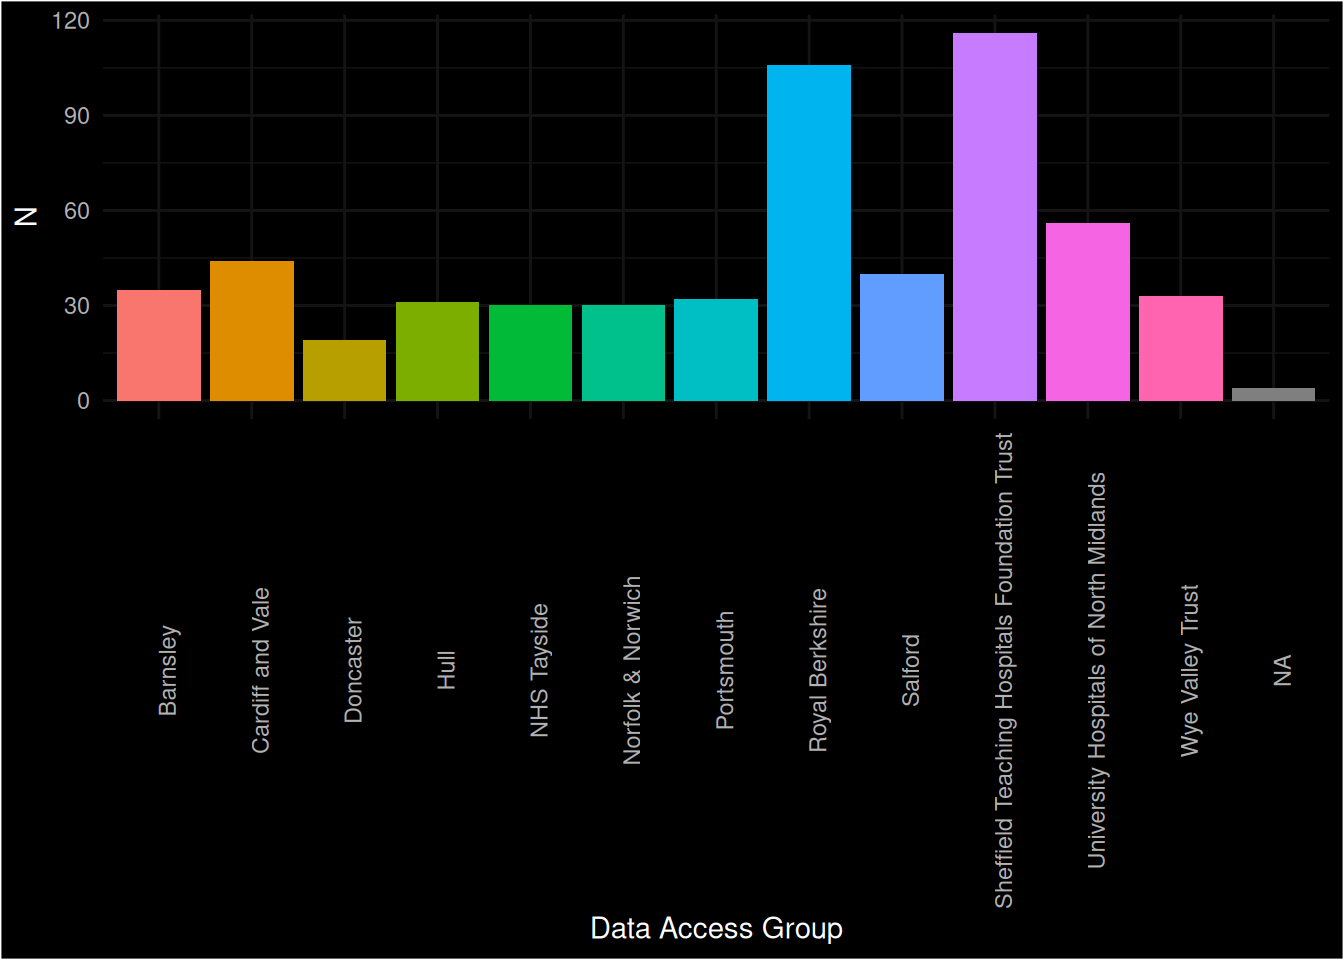 120
90
60
30
0
N
Barnsley
Cardiff and Vale
Doncaster
Hull
NHS Tayside
Norfolk & Norwich
Portsmouth
Royal Berkshire
Salford
Sheffield Teaching Hospitals Foundation Trust
University Hospitals of North Midlands
Wye Valley Trust
NA
Data Access Group